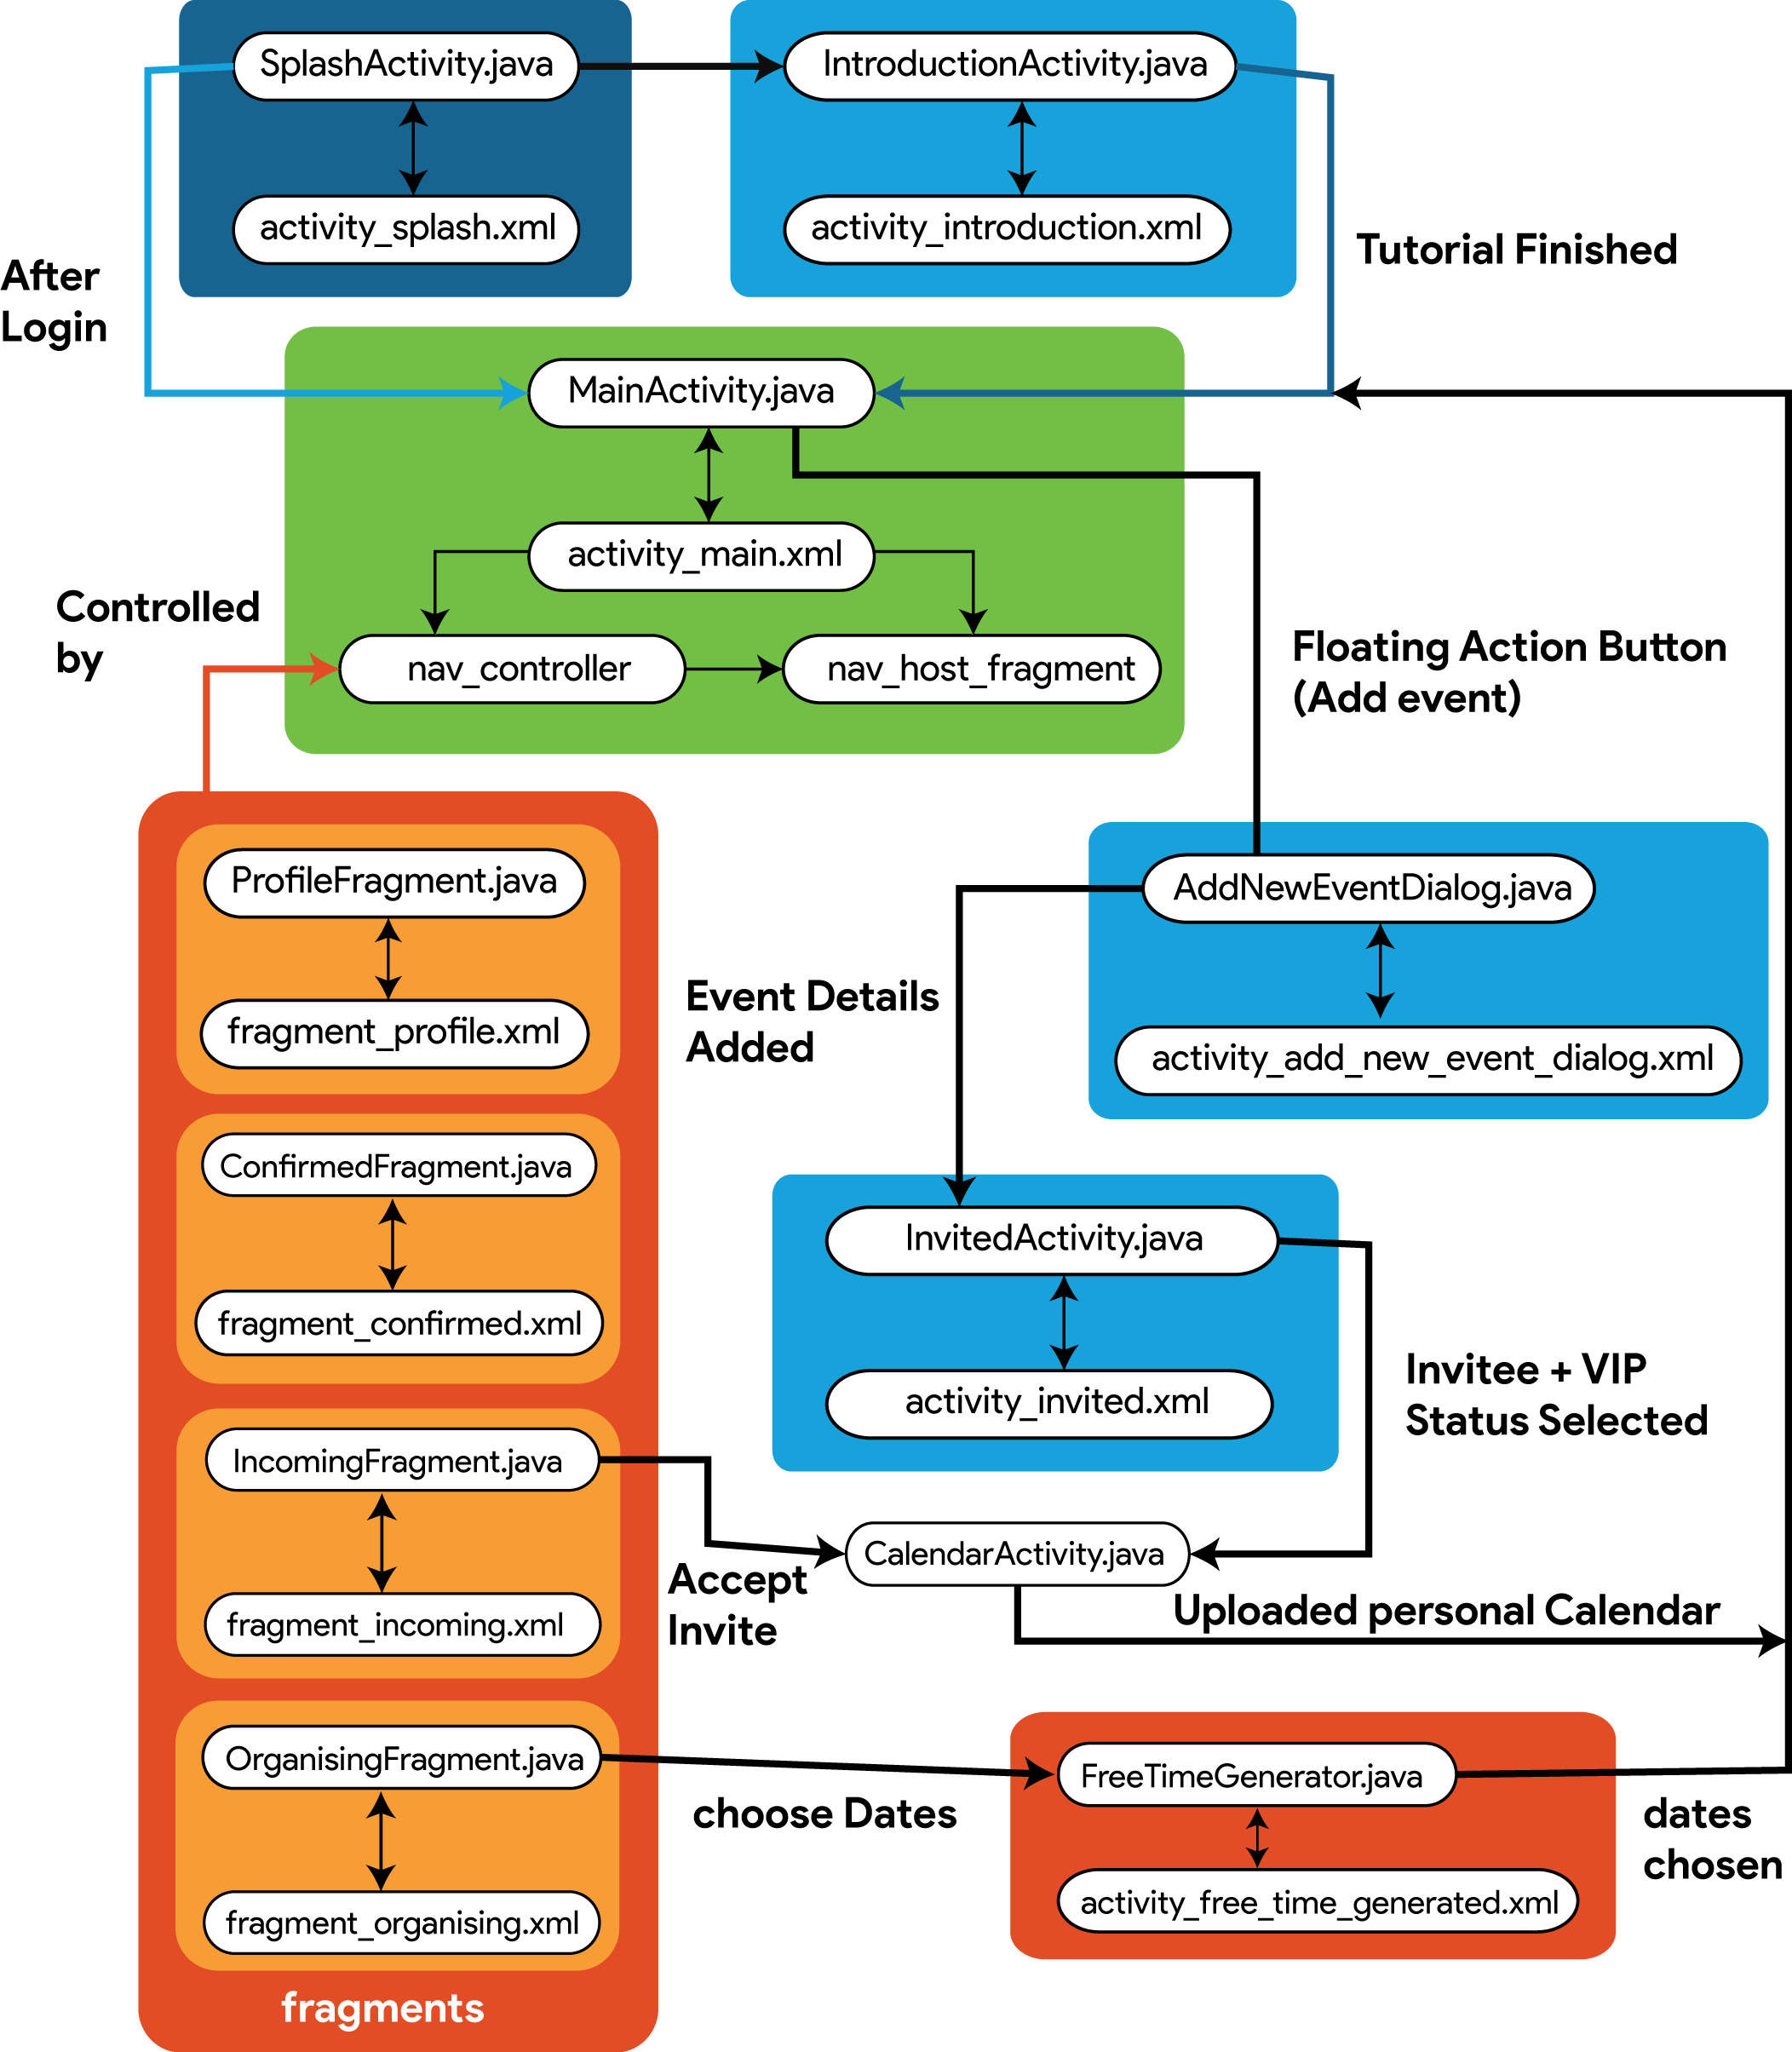 SplashActivity.java
IntroductionActivity.java
activity_splash.xml
activity_introduction.xml
Tutorial Finished
After
Login
MainActivity.java
activity_main.xml
Controlled
by
nav_controller
nav_host_fragment
Floating Action Button
(Add event)
ProfileFragment.java
fragment_profile.xml
AddNewEventDialog.java
activity_add_new_event_dialog.xml
Event Details
Added
ConfirmedFragment.java
fragment_confirmed.xml
InvitedActivity.java
activity_invited.xml
Invitee + VIP
Status Selected
IncomingFragment.java
fragment_incoming.xml
Accept
Invite
CalendarActivity.java
Uploaded personal Calendar
OrganisingFragment.java
fragment_organising.xml
choose Dates
FreeTimeGenerator.java
activity_free_time_generated.xml
dates
chosen
fragments